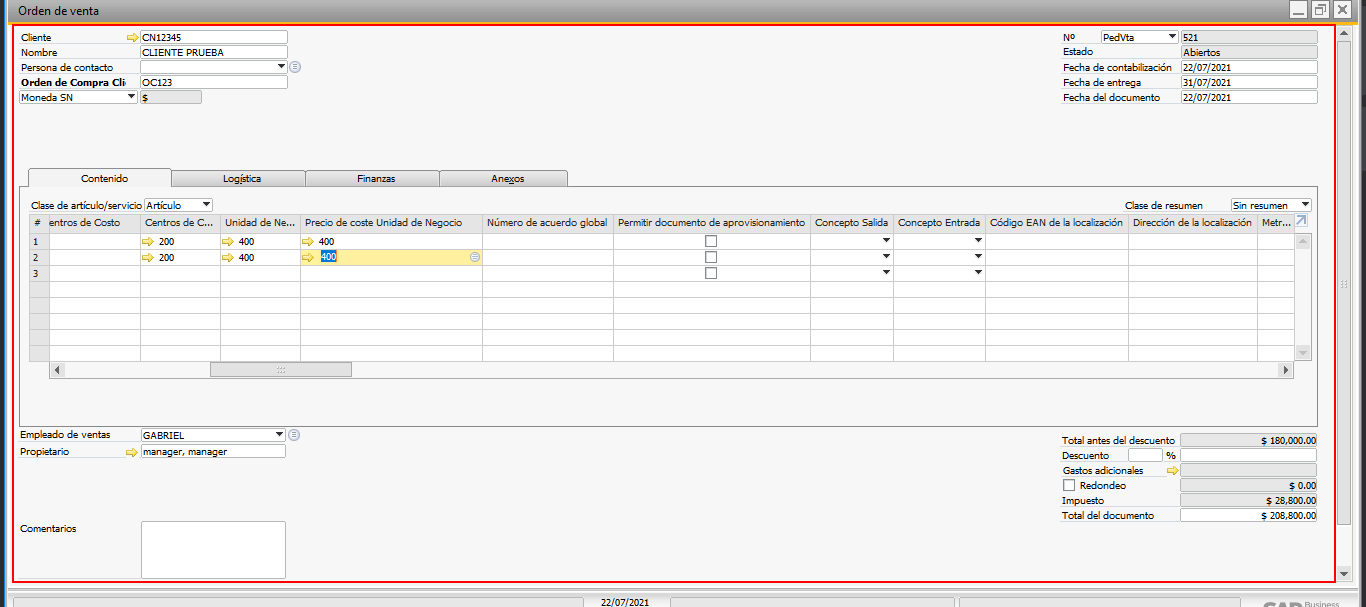 Orden de venta
Cliente CN12345 Nº PedVta 521
Nombre CLIENTE PRUEBA Estado Abiertos
Persona de contacto Fecha de contabilización 22/07/2021
Orden de Compra Cli OC123 Fecha de entrega 31/07/2021
Moneda SN $ Fecha del documento 22/07/2021
Contenido Logística Finanzas Anexos
Clase de artículo/servicio Artículo Clase de resumen Sin resumen
# entros de Costo Centros de C... Unidad de Ne... Precio de coste Unidad de Negocio Número de acuerdo global Permitir documento de aprovisionamiento Concepto Salida Concepto Entrada Código EAN de la localización Dirección de la localización Metr...
1 200 400 400
2 200 400 400
3
Empleado de ventas GABRIEL
Propietario manager, manager
Total antes del descuento $ 180,000.00
Descuento %
Gastos adicionales
Redondeo $ 0.00
Impuesto $ 28,800.00
Total del documento $ 208,800.00
Comentarios
22/07/2021
SAP Business